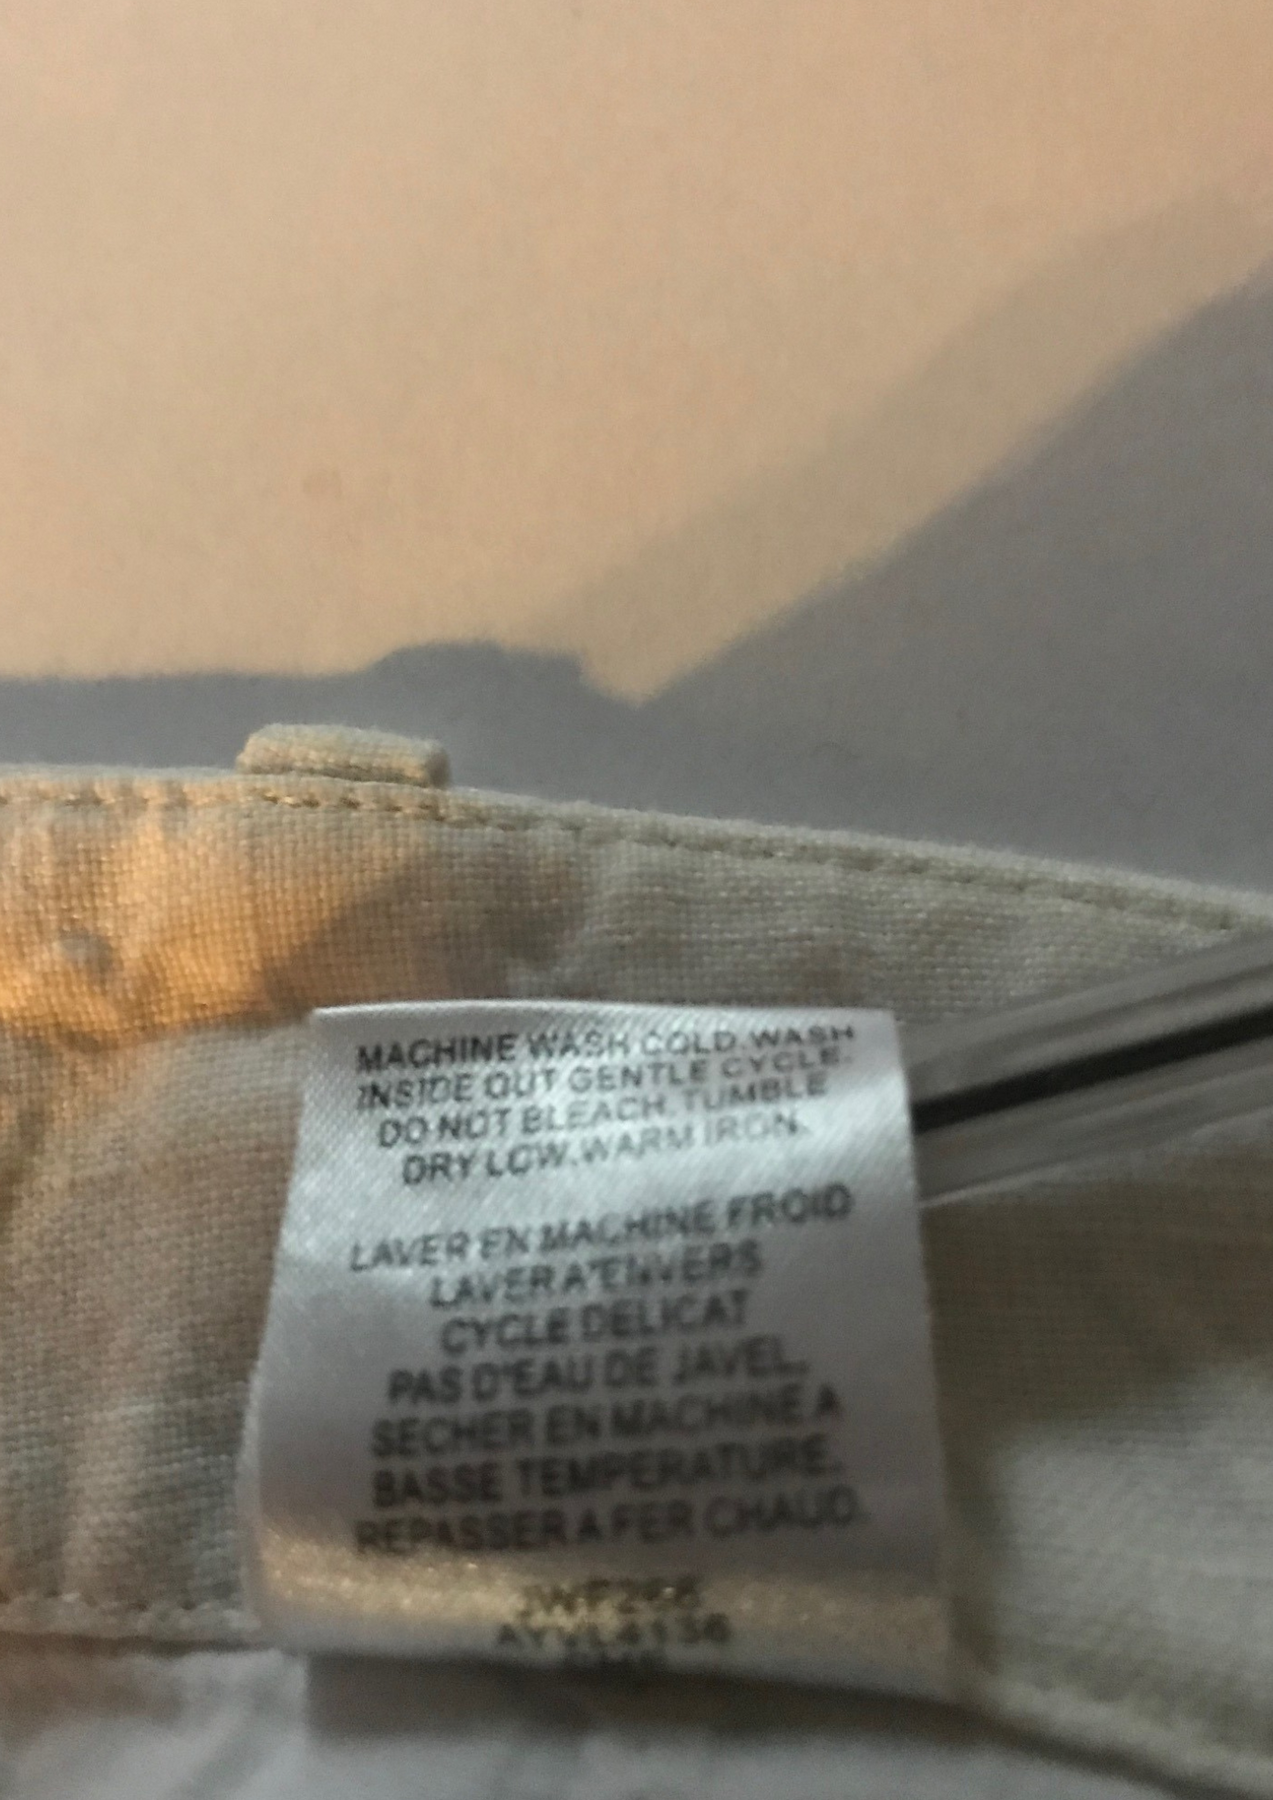 MACHINE WASH COLD. WASH
INSIDE OUT GENTLE CYCLE.
DO NOT BLEACH. TUMBLE
DRY LOW. WARM IRON.
LAVER EN MACHINE FROID
LAVER A'ENVERS
CYCLE DELICAT
PAS D'EAU DE JAVEL.
SECHER EN MACHINE A
BASSE TEMPERATURE.
REPASSER A FER CHAUD.